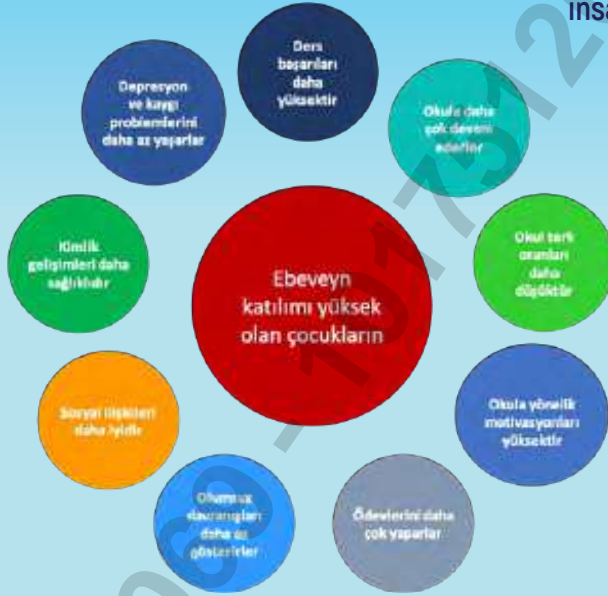 insa
Ders
başarıları
daha
yüksektir
Okula daha
çok devam
ederler
Okul terk
oranları
daha
düşüktür
Okula yönelik
motivasyonları
yüksektir
Ödevlerini daha
çok yaparlar
Olumsuz
davranışları
daha az
gösterirler
Sosyal ilişkileri
daha iyidir
Kimlik
gelişimleri daha
sağlıklıdır
Depresyon
ve kaygı
problemlerini
daha az yaşarlar
Ebeveyn
katılımı yüksek
olan çocukların